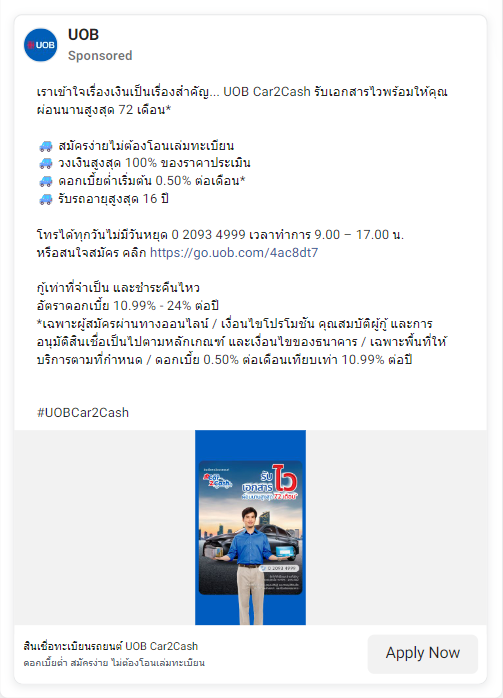 UOB
UOB
Sponsored
เราเข้าใจเรื่องเงินเป็นเรื่องสำคัญ... UOB Car2Cash รับเอกสารไวพร้อมให้คุณ
ผ่อนนานสูงสุด 72 เดือน*
🚙 สมัครง่ายไม่ต้องโอนเล่มทะเบียน
🚙 วงเงินสูงสุด 100% ของราคาประเมิน
🚙 ดอกเบี้ยต่ำเริ่มต้น 0.50% ต่อเดือน*
🚙 รับรถอายุสูงสุด 16 ปี
โทรได้ทุกวันไม่มีวันหยุด 0 2093 4999 เวลาทำการ 9.00 – 17.00 น.
หรือสนใจสมัคร คลิก https://go.uob.com/4ac8dt7
กู้เท่าที่จำเป็น และชำระคืนไหว
อัตราดอกเบี้ย 10.99% - 24% ต่อปี
*เฉพาะผู้สมัครผ่านทางออนไลน์ / เงื่อนไขโปรโมชั่น คุณสมบัติผู้กู้ และการ
อนุมัติสินเชื่อเป็นไปตามหลักเกณฑ์ และเงื่อนไขของธนาคาร / เฉพาะพื้นที่ให้
บริการตามที่กำหนด / ดอกเบี้ย 0.50% ต่อเดือนเทียบเท่า 10.99% ต่อปี
#UOBCar2Cash
Car2Cash
รับ
เอกสาร ไว
ผ่อนนานสูงสุด 72 เดือน*
0 2093 4999
สินเชื่อทะเบียนรถยนต์ UOB Car2Cash
ดอกเบี้ยต่ำ สมัครง่าย ไม่ต้องโอนเล่มทะเบียน
Apply Now